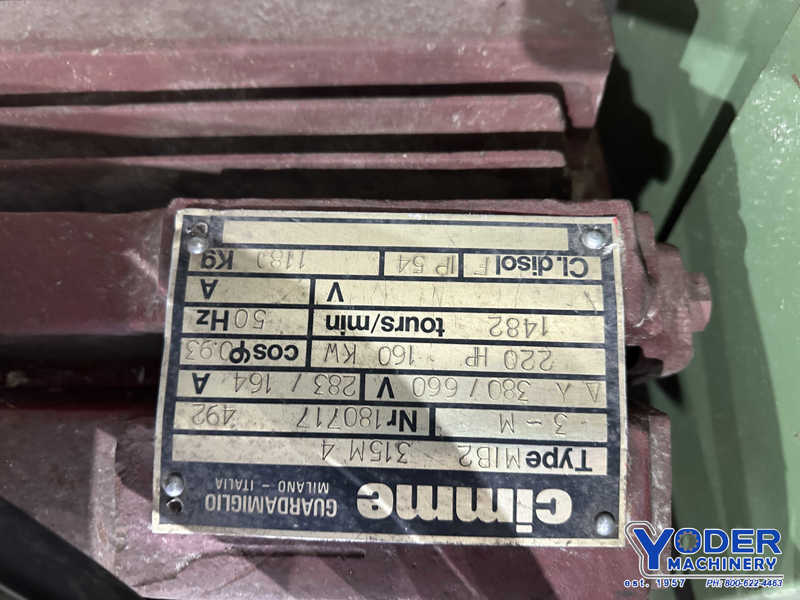 cimme GUARDAMIGLIO
MILANO - ITALIA
Type MIB2 315M 4
3~M Nr 180717 492
Δ Y 380 / 660 V 283 / 164 A
220 HP 160 KW cosφ 0.93
1482 tours/min 50 Hz
V A
Cl.disol F IP 54 1180 Kg
YODER
MACHINERY
est. 1957 PH: 800-622-4463